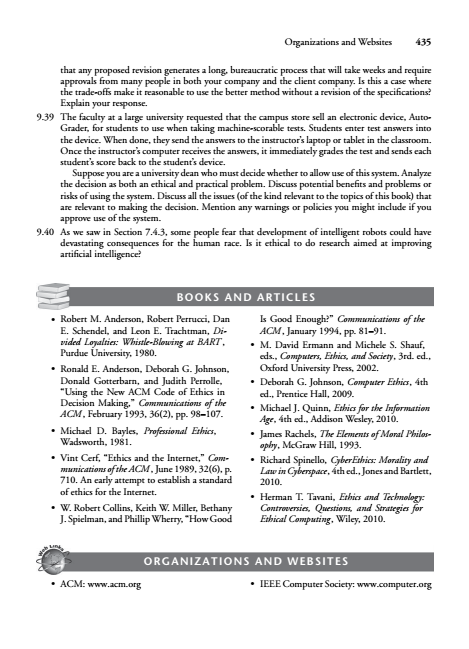 Organizations and Websites 435
that any proposed revision generates a long, bureaucratic process that will take weeks and require
approvals from many people in both your company and the client company. Is this a case where
the trade-offs make it reasonable to use the better method without a revision of the specifications?
Explain your response.
9.39 The faculty at a large university requested that the campus store sell an electronic device, Auto-
Grader, for students to use when taking machine-scorable tests. Students enter test answers into
the device. When done, they send the answers to the instructor's laptop or tablet in the classroom.
Once the instructor's computer receives the answers, it immediately grades the test and sends each
student's score back to the student's device.
Suppose you are a university dean who must decide whether to allow use of this system. Analyze
the decision as both an ethical and practical problem. Discuss potential benefits and problems or
risks of using the system. Discuss all the issues (of the kind relevant to the topics of this book) that
are relevant to making the decision. Mention any warnings or policies you might include if you
approve use of the system.
9.40 As we saw in Section 7.4.3, some people fear that development of intelligent robots could have
devastating consequences for the human race. Is it ethical to do research aimed at improving
artificial intelligence?
BOOKS AND ARTICLES
• Robert M. Anderson, Robert Perrucci, Dan
E. Schendel, and Leon E. Trachtman, Di-
vided Loyalties: Whistle-Blowing at BART,
Purdue University, 1980.
• Ronald E. Anderson, Deborah G. Johnson,
Donald Gotterbarn, and Judith Perrolle,
"Using the New ACM Code of Ethics in
Decision Making," Communications of the
ACM, February 1993, 36(2), pp. 98–107.
• Michael D. Bayles, Professional Ethics,
Wadsworth, 1981.
• Vint Cerf, "Ethics and the Internet," Com-
munications of the ACM, June 1989, 32(6), p.
710. An early attempt to establish a standard
of ethics for the Internet.
• W. Robert Collins, Keith W. Miller, Bethany
J. Spielman, and Phillip Wherry, "How Good
Is Good Enough?" Communications of the
ACM, January 1994, pp. 81–91.
• M. David Ermann and Michele S. Shauf,
eds., Computers, Ethics, and Society, 3rd. ed.,
Oxford University Press, 2002.
• Deborah G. Johnson, Computer Ethics, 4th
ed., Prentice Hall, 2009.
• Michael J. Quinn, Ethics for the Information
Age, 4th ed., Addison Wesley, 2010.
• James Rachels, The Elements of Moral Philos-
ophy, McGraw Hill, 1993.
• Richard Spinello, CyberEthics: Morality and
Law in Cyberspace, 4th ed., Jones and Bartlett,
2010.
• Herman T. Tavani, Ethics and Technology:
Controversies, Questions, and Strategies for
Ethical Computing, Wiley, 2010.
Web Links
ORGANIZATIONS AND WEBSITES
• ACM: www.acm.org
• IEEE Computer Society: www.computer.org